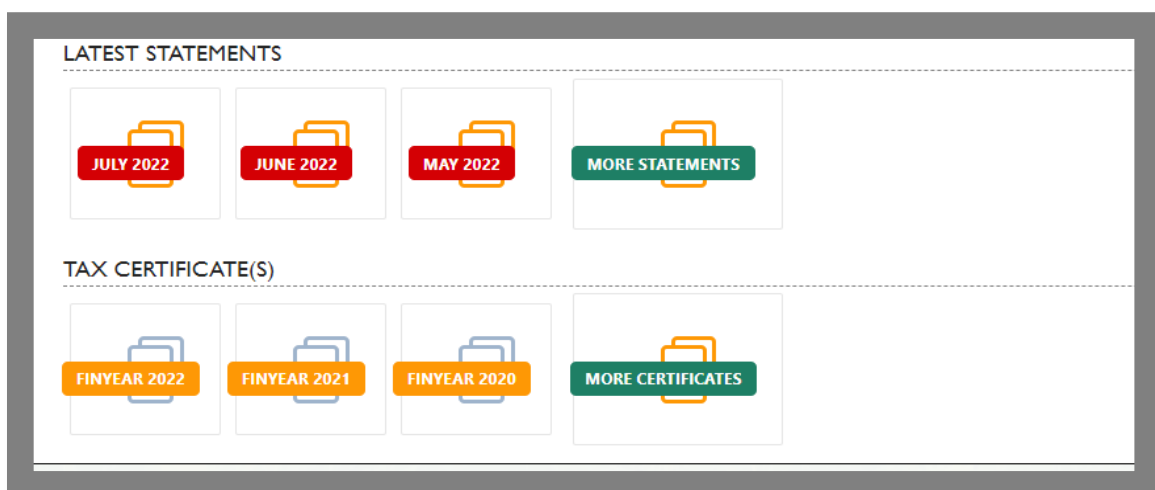 LATEST STATEMENTS
JULY 2022 JUNE 2022 MAY 2022 MORE STATEMENTS
TAX CERTIFICATE(S)
FINYEAR 2022 FINYEAR 2021 FINYEAR 2020 MORE CERTIFICATES